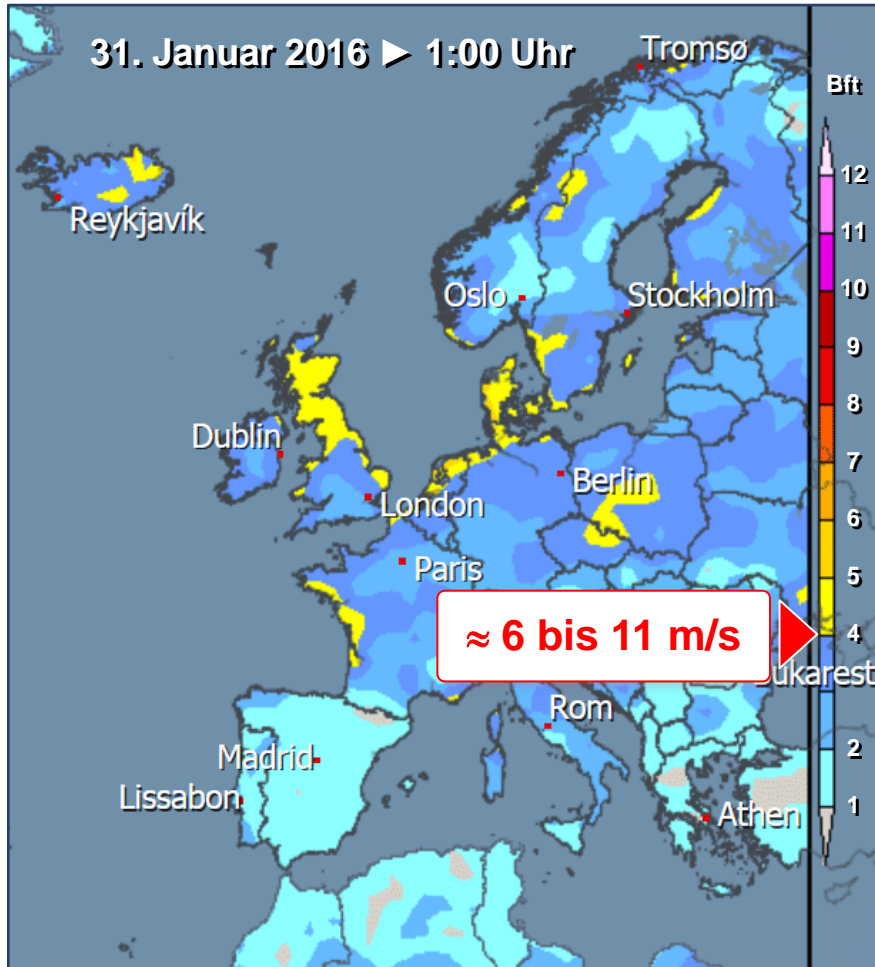 31. Januar 2016 ► 1:00 Uhr
Tromsø
Bft
12
Reykjavík
11
Oslo
Stockholm
10
9
8
Dublin
7
Berlin
London
6
Paris
5
≈ 6 bis 11 m/s
4
Bukarest
Rom
2
Madrid
Lissabon
1
Athen